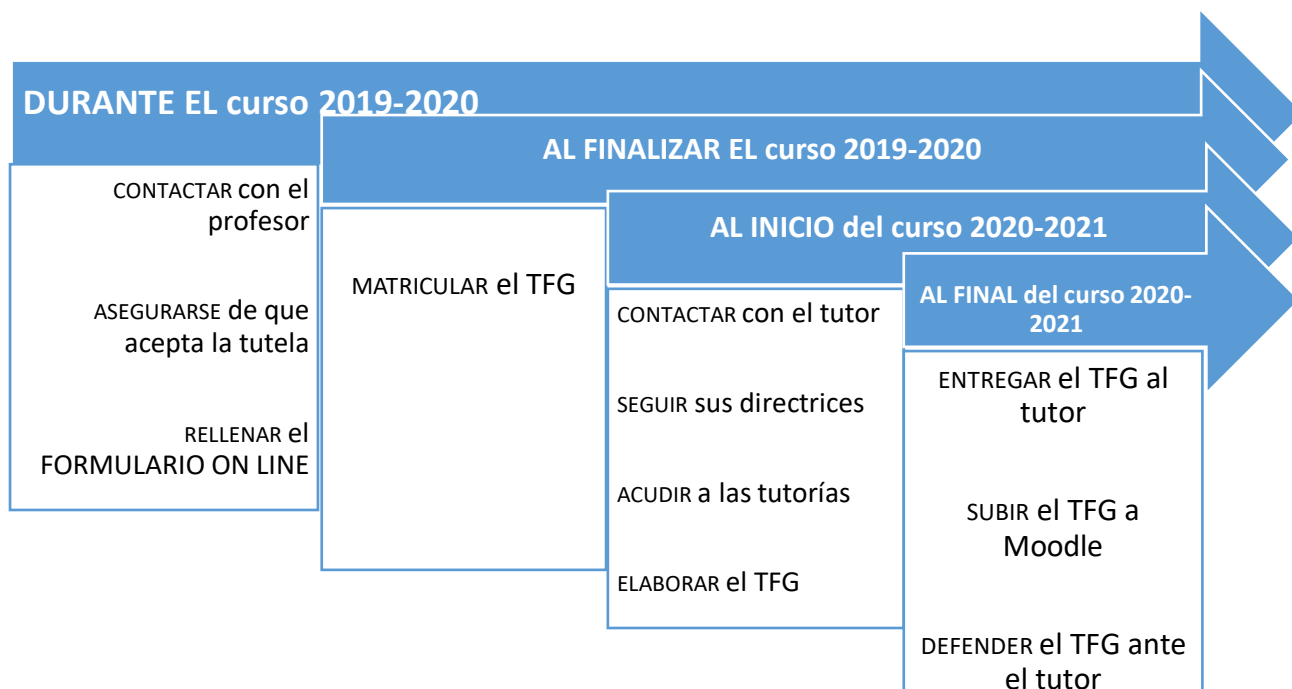 DURANTE EL curso 2019-2020
CONTACTAR con el
profesor
ASEGURARSE de que
acepta la tutela
RELLENAR el
FORMULARIO ON LINE
AL FINALIZAR EL curso 2019-2020
MATRICULAR el TFG
AL INICIO del curso 2020-2021
CONTACTAR con el tutor
SEGUIR sus directrices
ACUDIR a las tutorías
ELABORAR el TFG
AL FINAL del curso 2020-
2021
ENTREGAR el TFG al
tutor
SUBIR el TFG a
Moodle
DEFENDER el TFG ante
el tutor